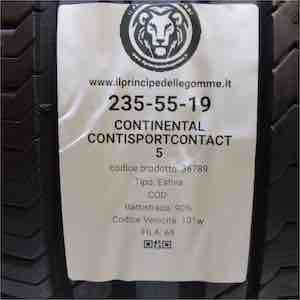 www.ilprincipedellegomme.it
235-55-19
CONTINENTAL
CONTISPORTCONTACT
5
codice prodotto: 36789
Tipo: Estiva
COD:
Battistrada: 90%
Codice Velocità: 101w
FILA: 69